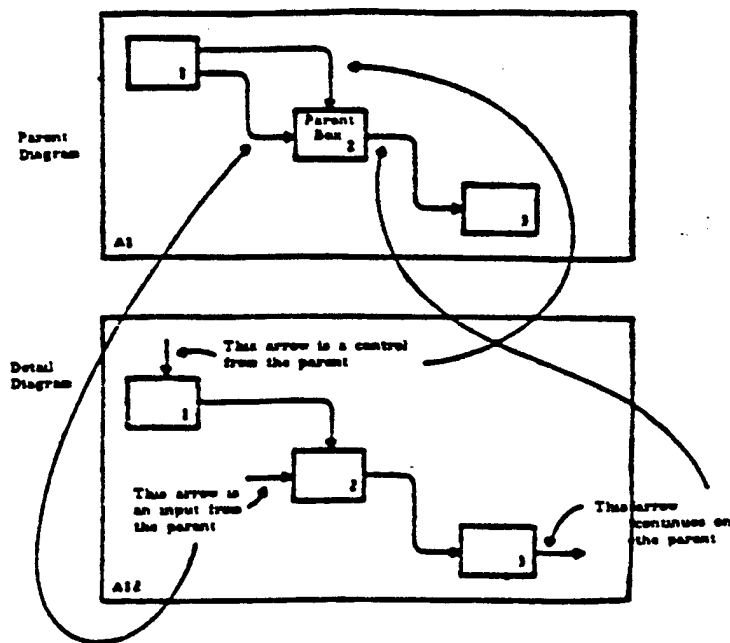 1
Parent
Box
2
Parent
Diagram
3
A1
This arrow is a control
from the parent
Detail
Diagram
1
2
This arrow is
an input from
the parent
This arrow
continues on
the parent
3
A12